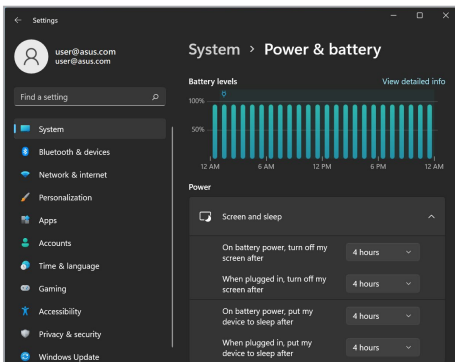 Settings
user@asus.com
user@asus.com
Find a setting
System
Bluetooth & devices
Network & internet
Personalization
Apps
Accounts
Time & language
Gaming
Accessibility
Privacy & security
Windows Update
System > Power & battery
Battery levels
View detailed info
100%
50%
12 AM 6 AM 12 PM 6 PM 12 AM
Power
Screen and sleep
On battery power, turn off my
screen after
4 hours
When plugged in, turn off my
screen after
4 hours
On battery power, put my
device to sleep after
4 hours
When plugged in, put my
device to sleep after
4 hours